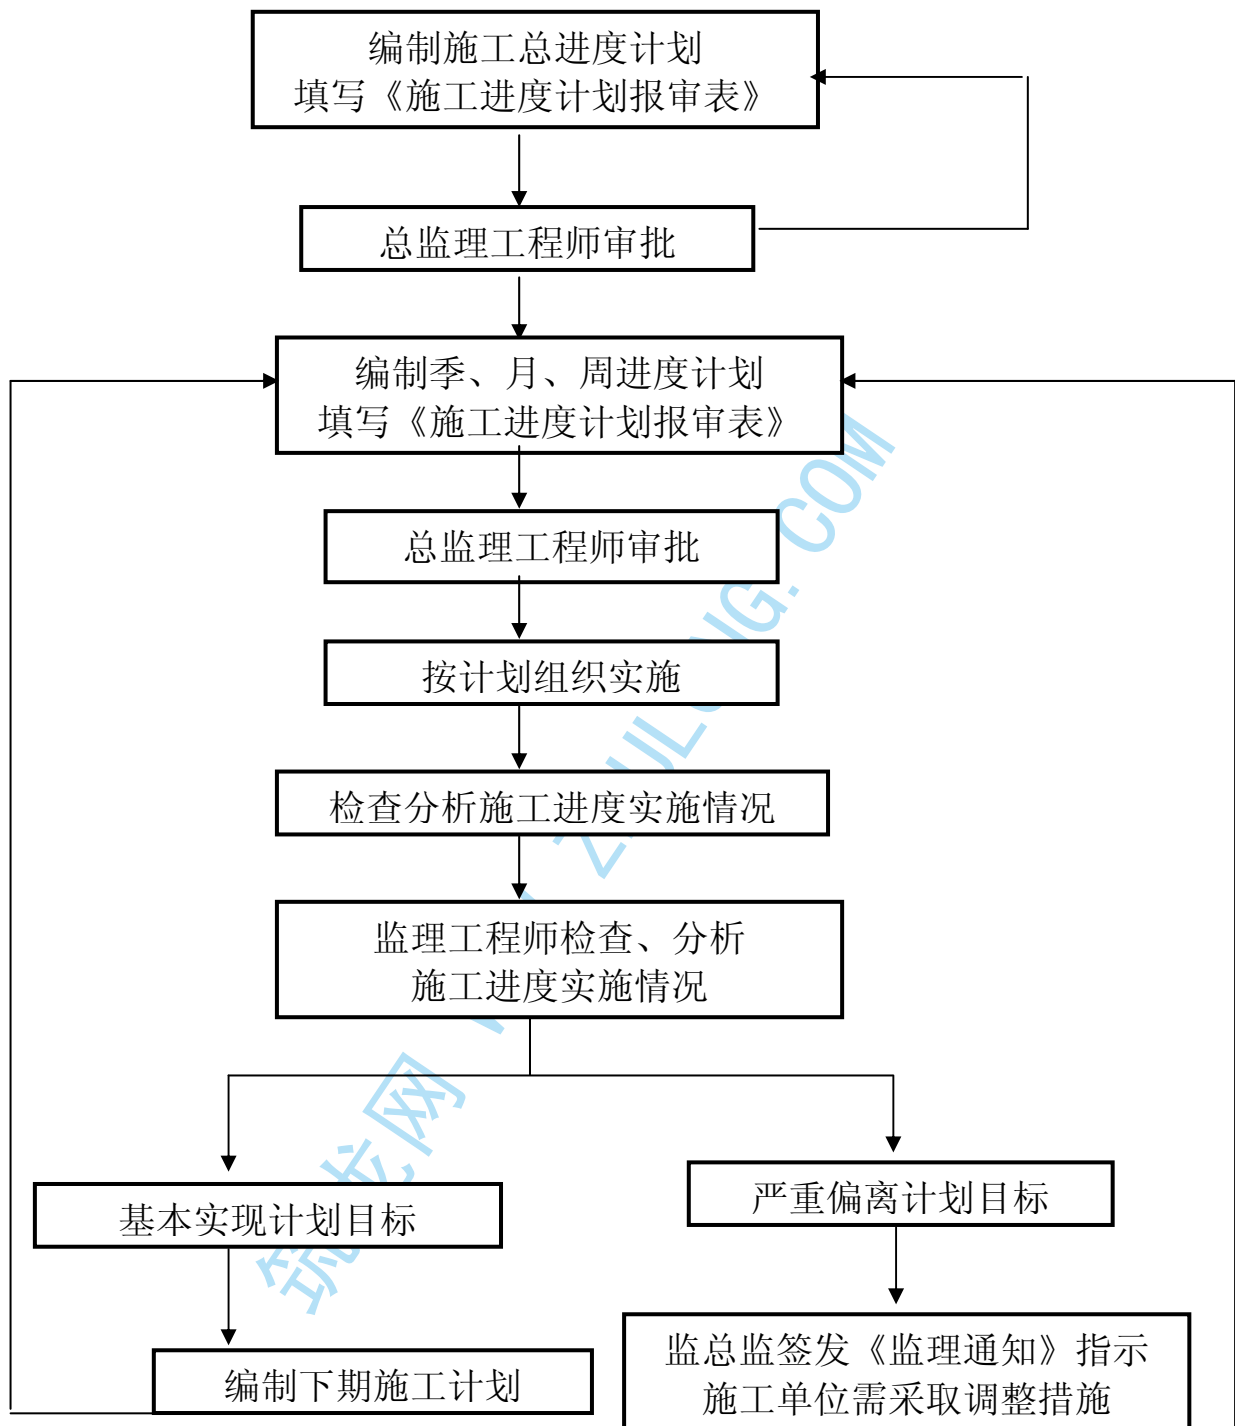 编制施工总进度计划
填写《施工进度计划报审表》
总监理工程师审批
编制季、月、周进度计划
填写《施工进度计划报审表》
总监理工程师审批
按计划组织实施
检查分析施工进度实施情况
监理工程师检查、分析
施工进度实施情况
基本实现计划目标
严重偏离计划目标
编制下期施工计划
监总监签发《监理通知》指示
施工单位需采取调整措施
筑龙网 W ZHULONG.COM